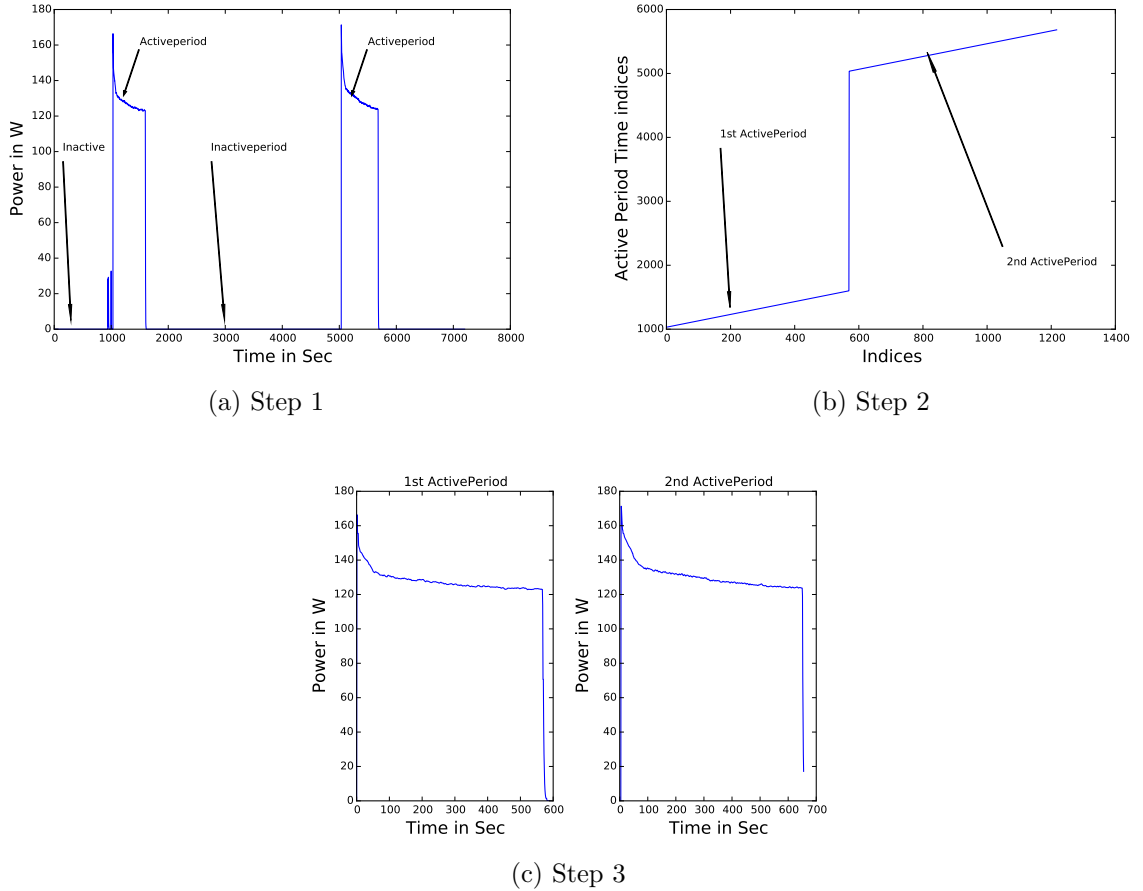 180
160
140
120
100
80
60
40
20
0
Power in W
Activeperiod
Activeperiod
Inactive
Inactiveperiod
0 1000 2000 3000 4000 5000 6000 7000 8000
Time in Sec
(a) Step 1
6000
5000
4000
3000
2000
1000
Active Period Time indices
1st ActivePeriod
2nd ActivePeriod
0 200 400 600 800 1000 1200 1400
Indices
(b) Step 2
1st ActivePeriod
180
160
140
120
100
80
60
40
20
0
Power in W
0 100 200 300 400 500 600
Time in Sec
2nd ActivePeriod
180
160
140
120
100
80
60
40
20
0
Power in W
0 100 200 300 400 500 600 700
Time in Sec
(c) Step 3